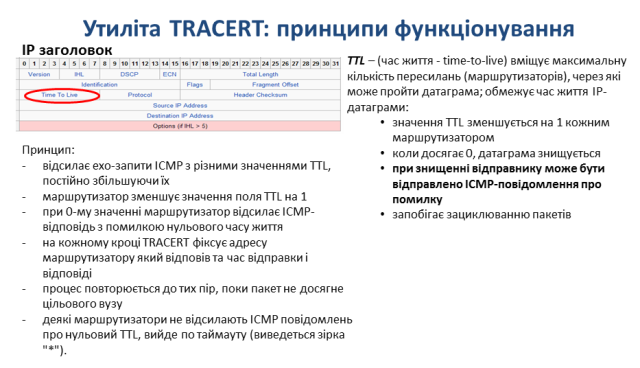 Утиліта TRACERT: принципи функціонування
IP заголовок
0 1 2 3 4 5 6 7 8 9 10 11 12 13 14 15 16 17 18 19 20 21 22 23 24 25 26 27 28 29 30 31
Version IHL DSCP ECN Total Length
Identification Flags Fragment Offset
Time To Live Protocol Header Checksum
Source IP Address
Destination IP Address
Options (if IHL > 5)
Принцип:
- відсилає ехо-запити ICMP з різними значеннями TTL,
постійно збільшуючи їх
- маршрутизатор зменшує значення поля TTL на 1
- при 0-му значенні маршрутизатор відсилає ICMP-
відповідь з помилкою нульового часу життя
- на кожному кроці TRACERT фіксує адресу
маршрутизатору який відповів та час відправки і
відповіді
- процес повторюється до тих пір, поки пакет не досягне
цільового вузу
- деякі маршрутизатори не відсилають ICMP повідомлень
про нульовий TTL, вийде по таймауту (виведеться зірка
"*").
TTL – (час життя - time-to-live) вміщує максимальну
кількість пересилань (маршрутизаторів), через які
може пройти датаграма; обмежує час життя IP-
датаграми:
• значення TTL зменшується на 1 кожним
маршрутизатором
• коли досягає 0, датаграма знищується
• при знищенні відправнику може бути
відправлено ICMP-повідомлення про
помилку
• запобігає зациклюванню пакетів